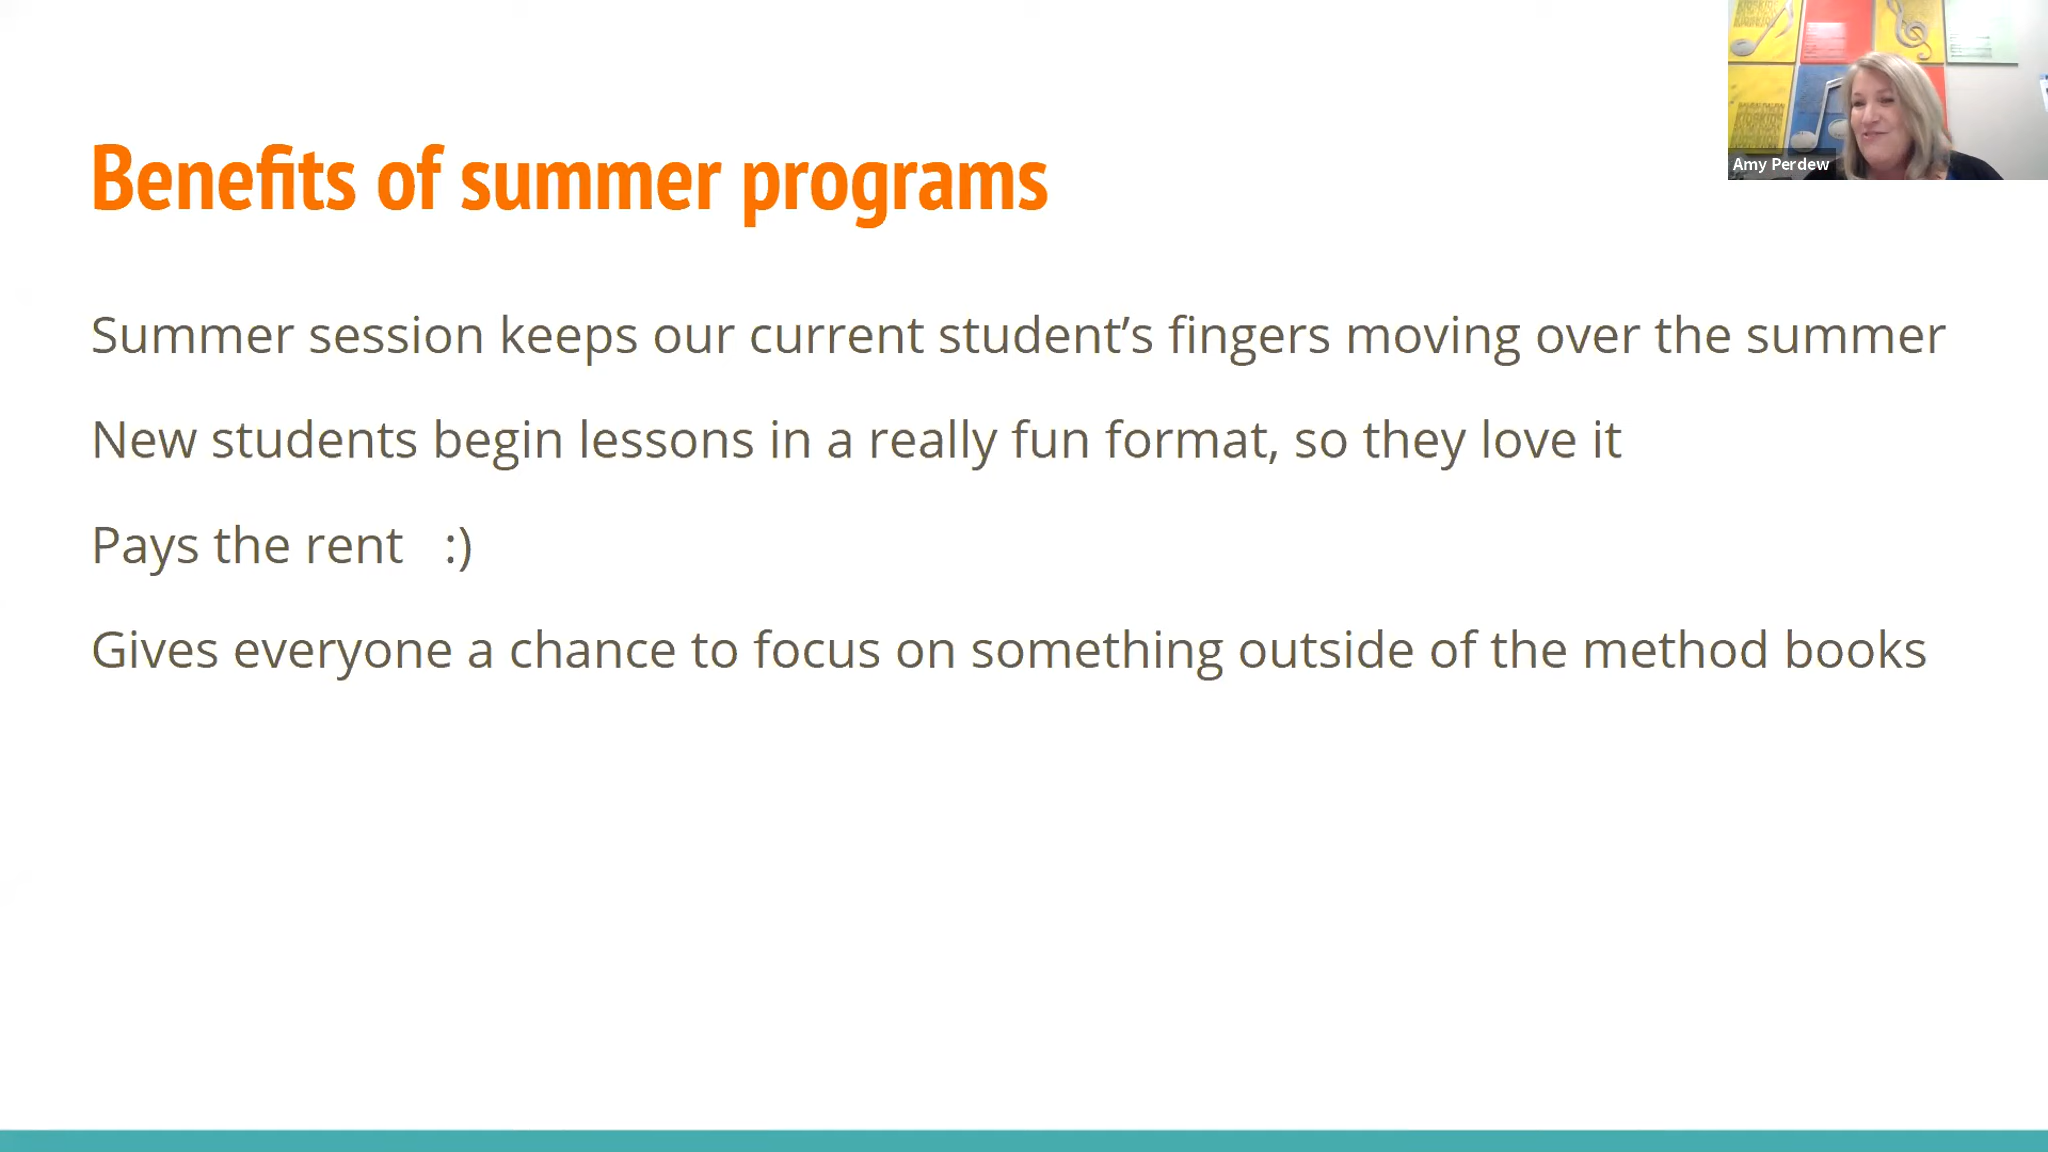 Benefits of summer programs
Amy Perdew
Summer session keeps our current student’s fingers moving over the summer
New students begin lessons in a really fun format, so they love it
Pays the rent :)
Gives everyone a chance to focus on something outside of the method books